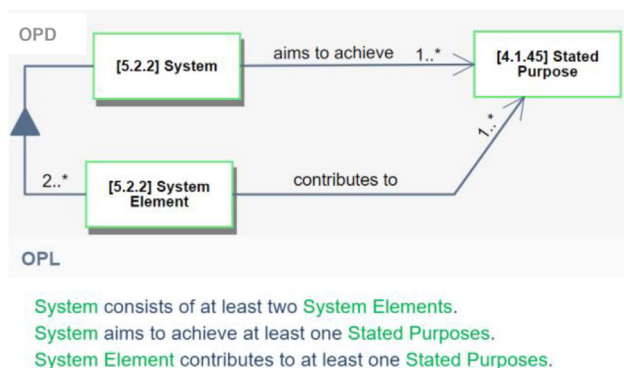 OPD
[5.2.2] System
aims to achieve
1..*
[4.1.45] Stated
Purpose
2..*
[5.2.2] System
Element
contributes to
1..*
OPL
System consists of at least two System Elements.
System aims to achieve at least one Stated Purposes.
System Element contributes to at least one Stated Purposes.